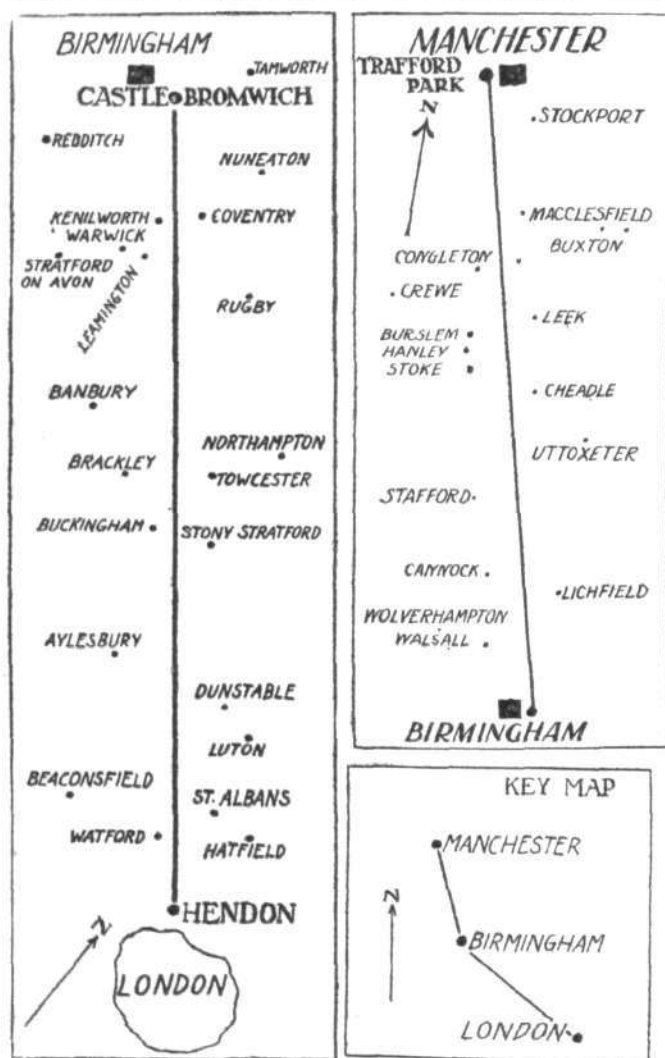 BIRMINGHAM
TAMWORTH
CASTLE BROMWICH
REDDITCH
NUNEATON
KENILWORTH
COVENTRY
WARWICK
STRATFORD
ON AVON
LEAMINGTON
RUGBY
BANBURY
NORTHAMPTON
BRACKLEY
TOWCESTER
BUCKINGHAM
STONY STRATFORD
AYLESBURY
DUNSTABLE
LUTON
BEACONSFIELD
ST. ALBANS
WATFORD
HATFIELD
HENDON
N
LONDON
MANCHESTER
TRAFFORD
PARK
N
STOCKPORT
MACCLESFIELD
BUXTON
CONGLETON
CREWE
LEEK
BURSLEM
HANLEY
STOKE
CHEADLE
UTTOXETER
STAFFORD
CANNOCK
LICHFIELD
WOLVERHAMPTON
WALSALL
BIRMINGHAM
KEY MAP
MANCHESTER
N
BIRMINGHAM
LONDON